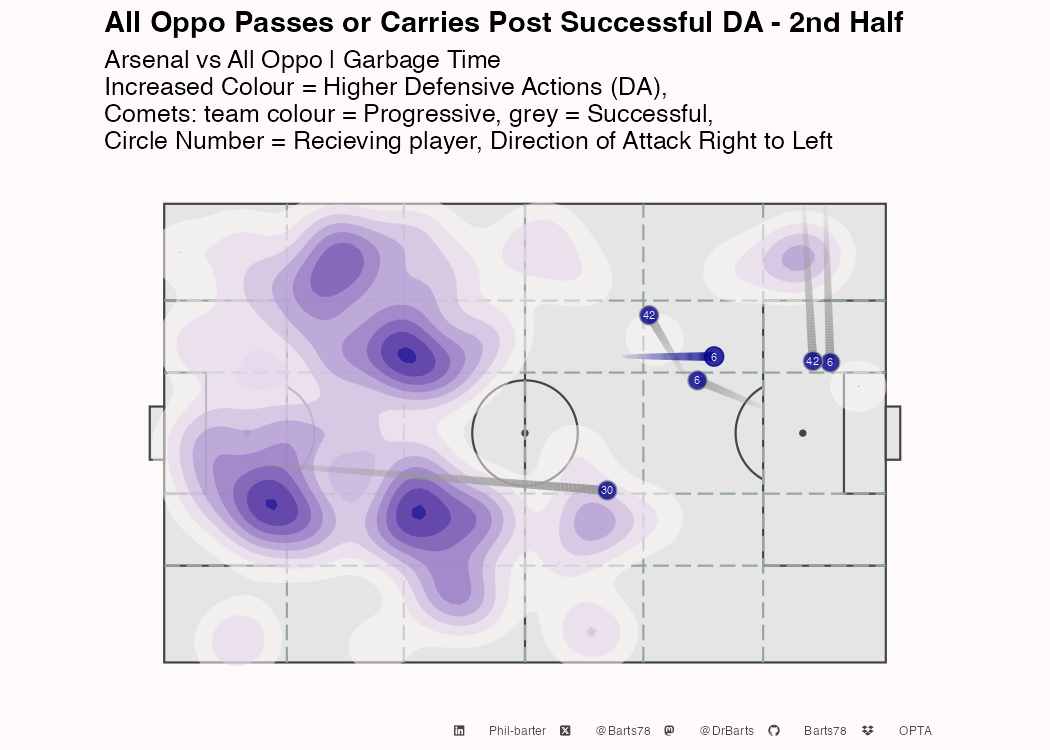 All Oppo Passes or Carries Post Successful DA - 2nd Half
Arsenal vs All Oppo | Garbage Time
Increased Colour = Higher Defensive Actions (DA),
Comets: team colour = Progressive, grey = Successful,
Circle Number = Recieving player, Direction of Attack Right to Left
42
6
6
42 6
30
Phil-barter @Barts78 @DrBarts Barts78 OPTA